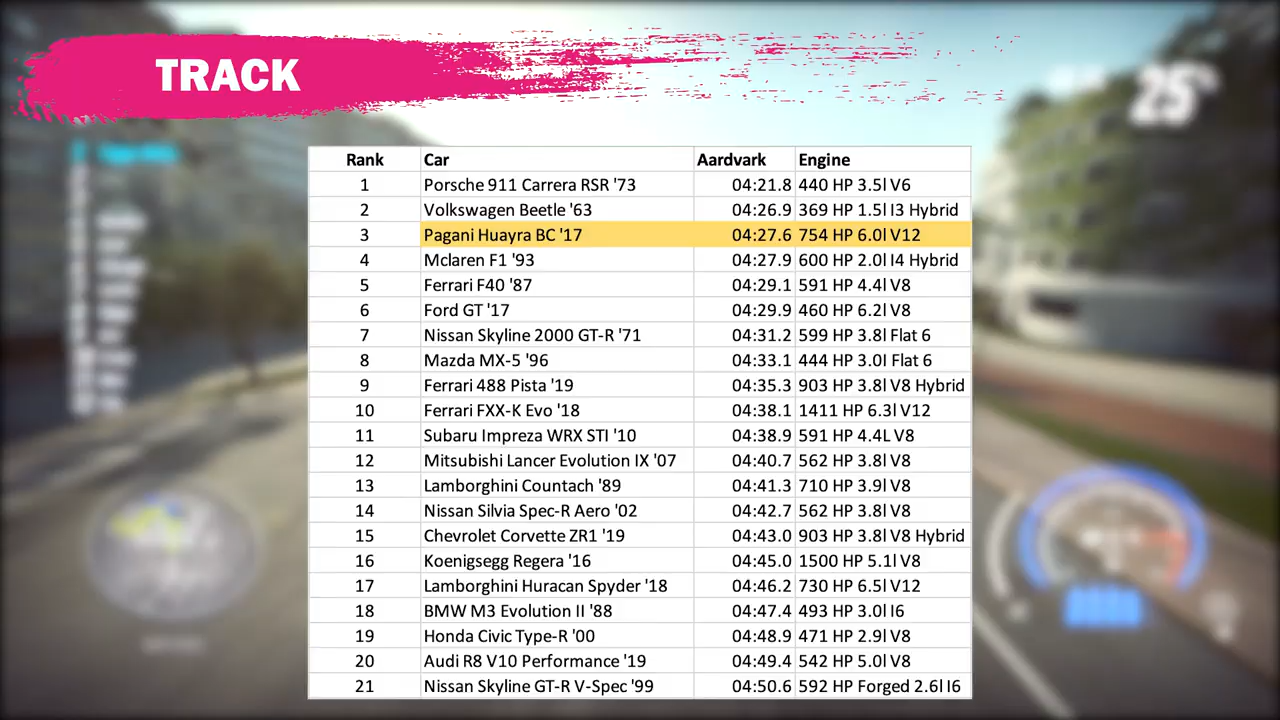 TRACK
25
Rank Car Aardvark Engine
1 Porsche 911 Carrera RSR '73 04:21.8 440 HP 3.5l V6
2 Volkswagen Beetle '63 04:26.9 369 HP 1.5l I3 Hybrid
3 Pagani Huayra BC '17 04:27.6 754 HP 6.0l V12
4 Mclaren F1 '93 04:27.9 600 HP 2.0l I4 Hybrid
5 Ferrari F40 '87 04:29.1 591 HP 4.4l V8
6 Ford GT '17 04:29.9 460 HP 6.2l V8
7 Nissan Skyline 2000 GT-R '71 04:31.2 599 HP 3.8l Flat 6
8 Mazda MX-5 '96 04:33.1 444 HP 3.0l Flat 6
9 Ferrari 488 Pista '19 04:35.3 903 HP 3.8l V8 Hybrid
10 Ferrari FXX-K Evo '18 04:38.1 1411 HP 6.3l V12
11 Subaru Impreza WRX STI '10 04:38.9 591 HP 4.4L V8
12 Mitsubishi Lancer Evolution IX '07 04:40.7 562 HP 3.8l V8
13 Lamborghini Countach '89 04:41.3 710 HP 3.9l V8
14 Nissan Silvia Spec-R Aero '02 04:42.7 562 HP 3.8l V8
15 Chevrolet Corvette ZR1 '19 04:43.0 903 HP 3.8l V8 Hybrid
16 Koenigsegg Regera '16 04:45.0 1500 HP 5.1l V8
17 Lamborghini Huracan Spyder '18 04:46.2 730 HP 6.5l V12
18 BMW M3 Evolution II '88 04:47.4 493 HP 3.0l I6
19 Honda Civic Type-R '00 04:48.9 471 HP 2.9l V8
20 Audi R8 V10 Performance '19 04:49.4 542 HP 5.0l V8
21 Nissan Skyline GT-R V-Spec '99 04:50.6 592 HP Forged 2.6l I6